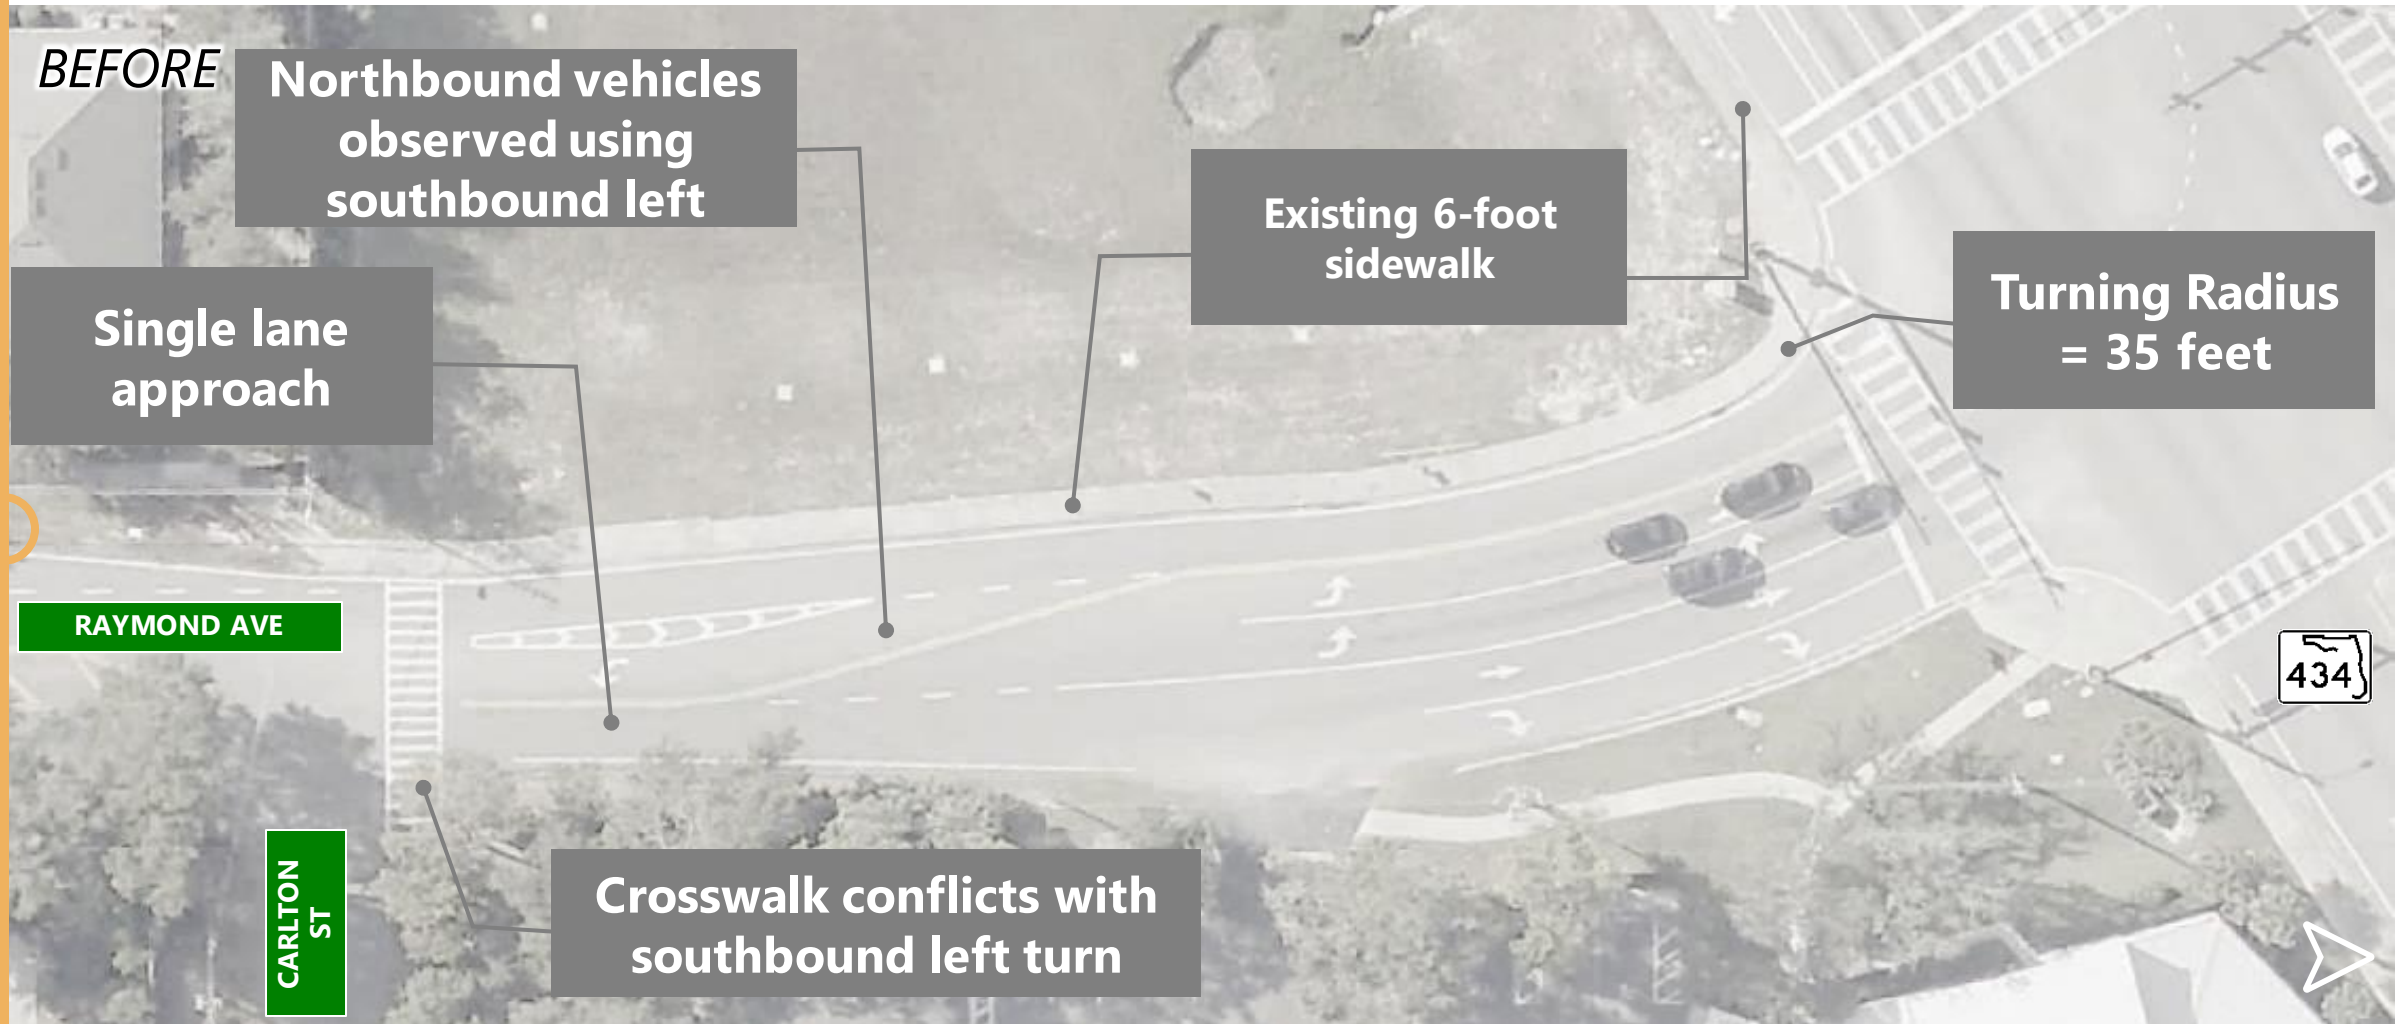 BEFORE
Northbound vehicles
observed using
southbound left
Existing 6-foot
sidewalk
Turning Radius
= 35 feet
Single lane
approach
RAYMOND AVE
434
CARLTON
ST
Crosswalk conflicts with
southbound left turn